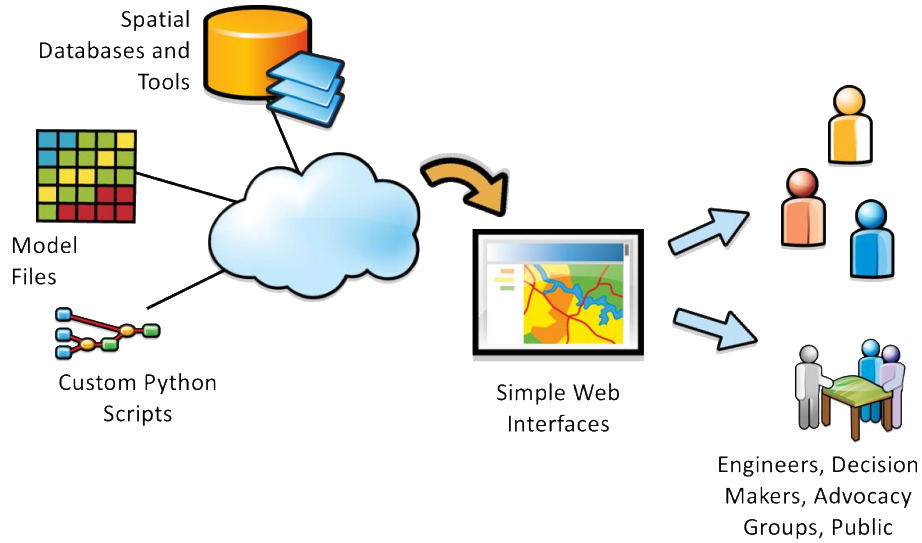 Spatial
Databases and
Tools
Model
Files
Custom Python
Scripts
Simple Web
Interfaces
Engineers, Decision
Makers, Advocacy
Groups, Public